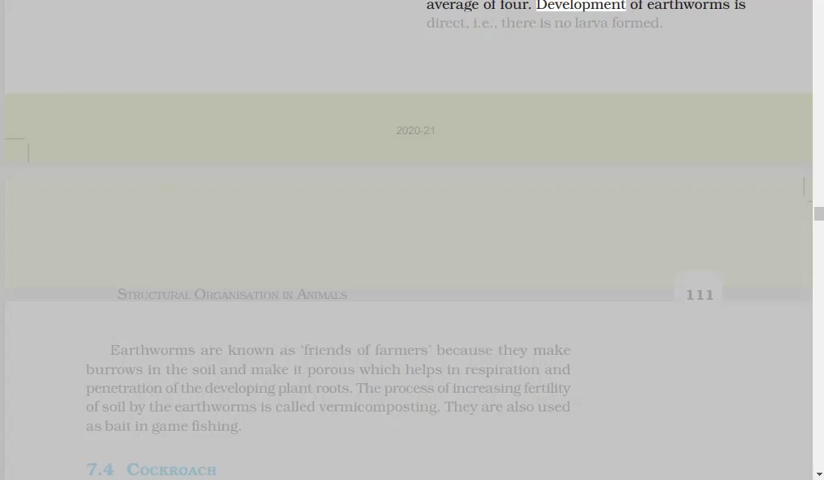 average of four. Development of earthworms is
direct, i.e., there is no larva formed.
2020-21
STRUCTURAL ORGANISATION IN ANIMALS
111
Earthworms are known as ‘friends of farmers’ because they make
burrows in the soil and make it porous which helps in respiration and
penetration of the developing plant roots. The process of increasing fertility
of soil by the earthworms is called vermicomposting. They are also used
as bait in game fishing.
7.4 COCKROACH